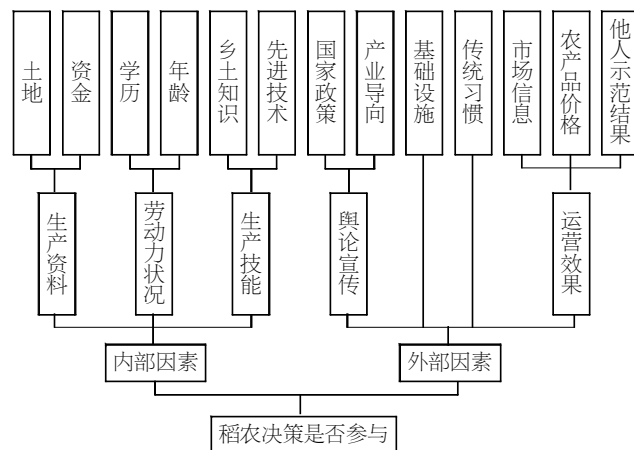 土地
资金
学历
年龄
乡土知识
先进技术
国家政策
产业导向
基础设施
传统习惯
市场信息
农产品价格
他人示范结果
生产资料
劳动力状况
生产技能
舆论宣传
运营效果
内部因素
外部因素
稻农决策是否参与